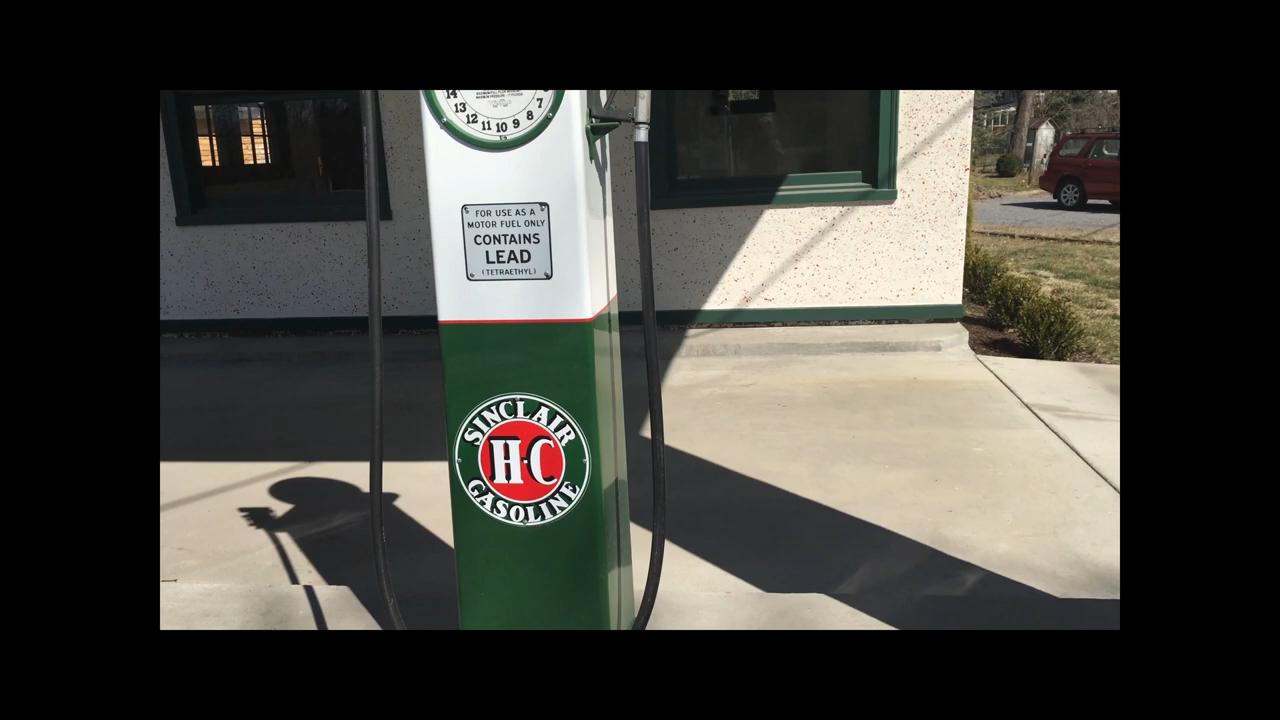 14
13
12
11
10
9
8
7
FOR USE AS A
MOTOR FUEL ONLY
CONTAINS
LEAD
(TETRAETHYL)
SINCLAIR
H-C
GASOLINE